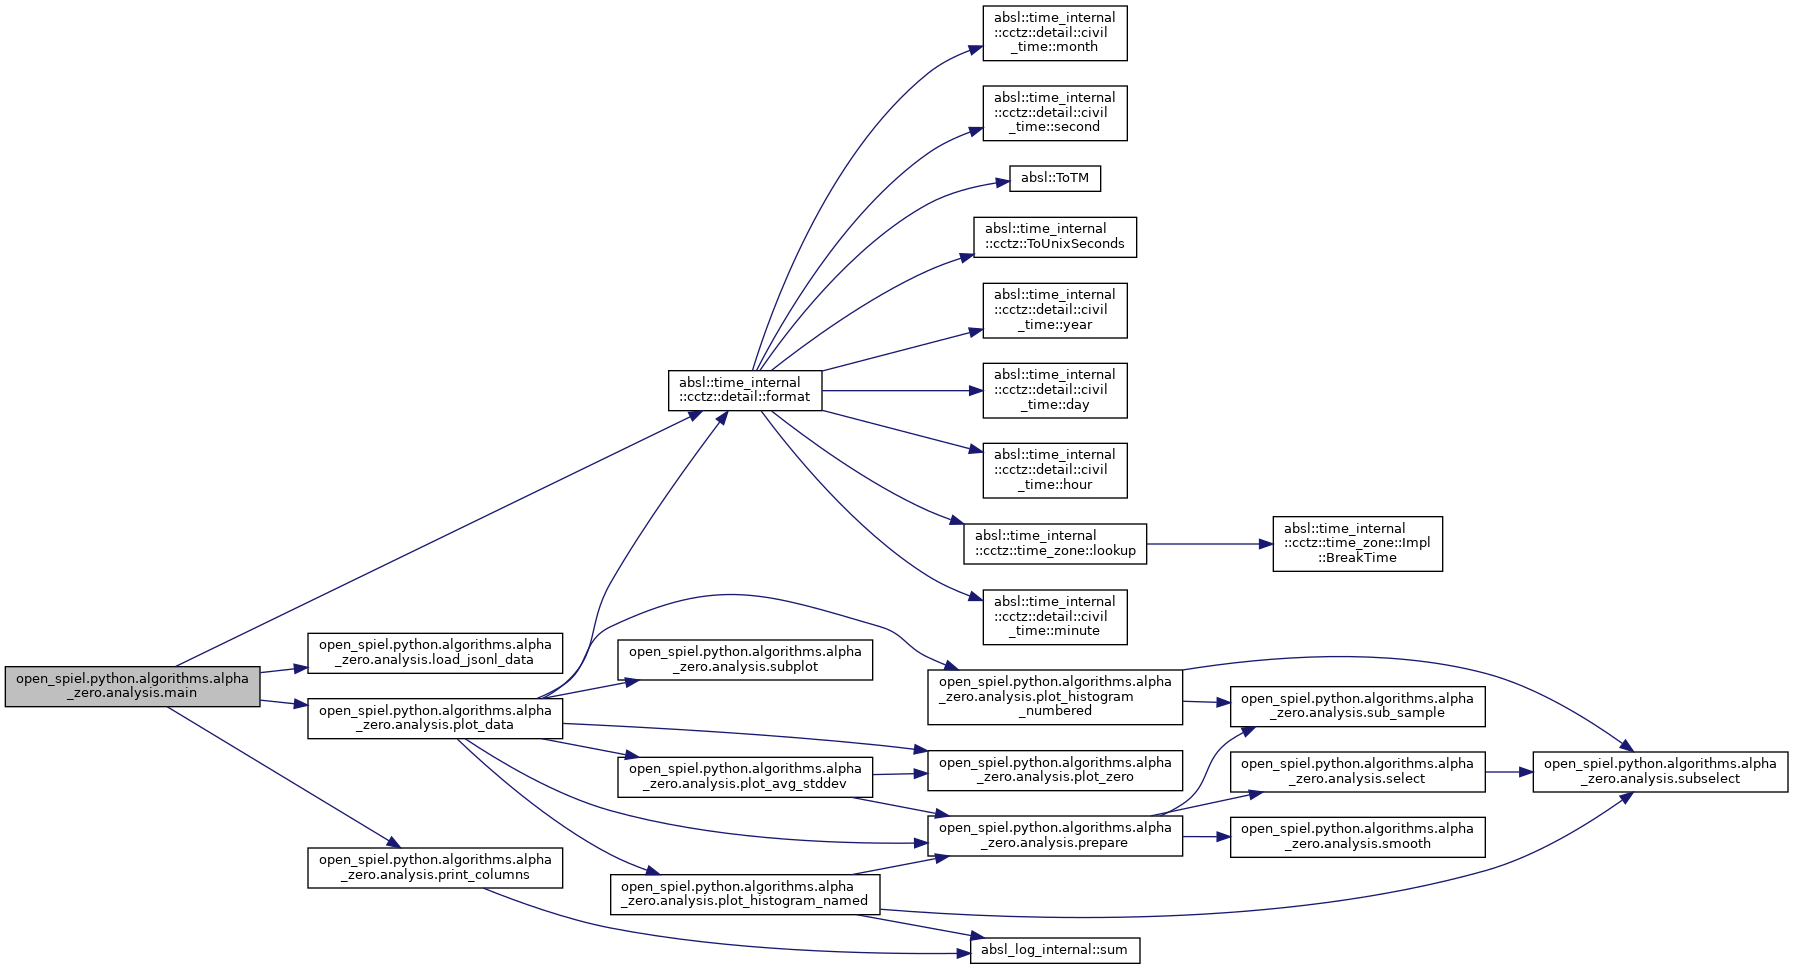 absl::time_internal
::cctz::detail::civil
_time::month
absl::time_internal
::cctz::detail::civil
_time::second
absl::ToTM
absl::time_internal
::cctz::ToUnixSeconds
absl::time_internal
::cctz::detail::civil
_time::year
absl::time_internal
::cctz::detail::format
absl::time_internal
::cctz::detail::civil
_time::day
absl::time_internal
::cctz::detail::civil
_time::hour
absl::time_internal
::cctz::time_zone::lookup
absl::time_internal
::cctz::time_zone::Impl
::BreakTime
absl::time_internal
::cctz::detail::civil
_time::minute
open_spiel.python.algorithms.alpha
_zero.analysis.main
open_spiel.python.algorithms.alpha
_zero.analysis.load_jsonl_data
open_spiel.python.algorithms.alpha
_zero.analysis.plot_data
open_spiel.python.algorithms.alpha
_zero.analysis.print_columns
open_spiel.python.algorithms.alpha
_zero.analysis.subplot
open_spiel.python.algorithms.alpha
_zero.analysis.plot_avg_stddev
open_spiel.python.algorithms.alpha
_zero.analysis.plot_histogram_named
open_spiel.python.algorithms.alpha
_zero.analysis.plot_histogram
_numbered
open_spiel.python.algorithms.alpha
_zero.analysis.plot_zero
open_spiel.python.algorithms.alpha
_zero.analysis.prepare
absl_log_internal::sum
open_spiel.python.algorithms.alpha
_zero.analysis.sub_sample
open_spiel.python.algorithms.alpha
_zero.analysis.select
open_spiel.python.algorithms.alpha
_zero.analysis.smooth
open_spiel.python.algorithms.alpha
_zero.analysis.subselect